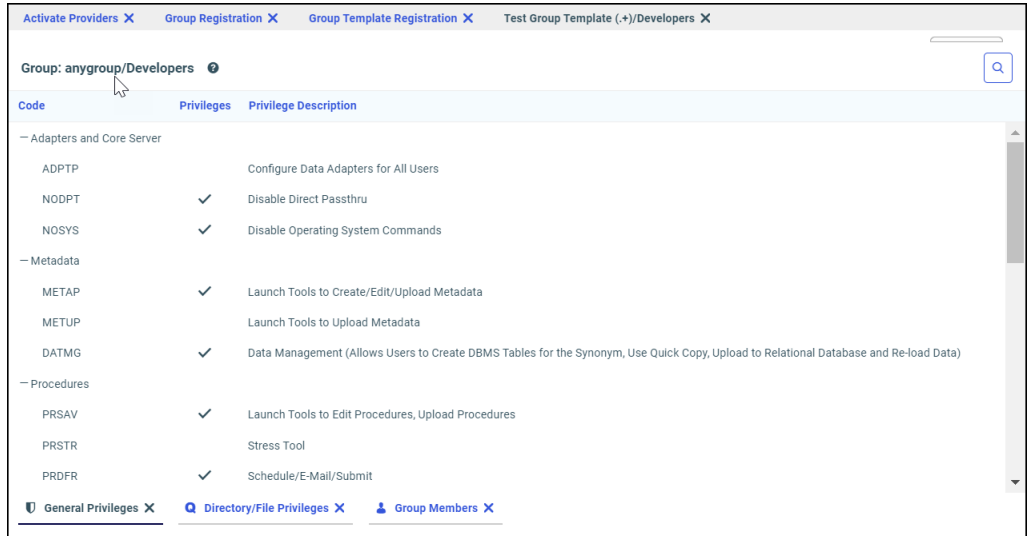 Activate Providers Group Registration Group Template Registration Test Group Template (.+)/Developers
Group: anygroup/Developers
Code Privileges Privilege Description
Adapters and Core Server
ADPTP Configure Data Adapters for All Users
NODPT Disable Direct Passthru
NOSYS Disable Operating System Commands
Metadata
METAP Launch Tools to Create/Edit/Upload Metadata
METUP Launch Tools to Upload Metadata
DATMG Data Management (Allows Users to Create DBMS Tables for the Synonym, Use Quick Copy, Upload to Relational Database and Re-load Data)
Procedures
PRSAV Launch Tools to Edit Procedures, Upload Procedures
PRSTR Stress Tool
PRDFR Schedule/E-Mail/Submit
General Privileges Directory/File Privileges Group Members